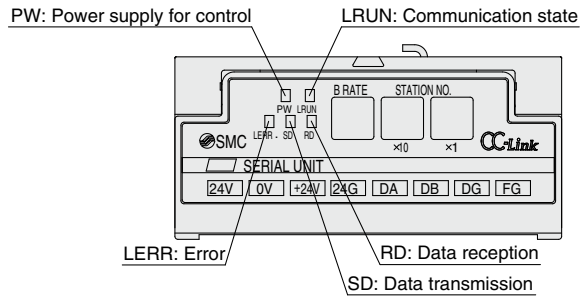 PW: Power supply for control
LRUN: Communication state
B RATE STATION NO.
PW LRUN
LERR - SD RD
SMC
×10 ×1
CC-Link
SERIAL UNIT
24V 0V +24V 24G DA DB DG FG
LERR: Error
RD: Data reception
SD: Data transmission